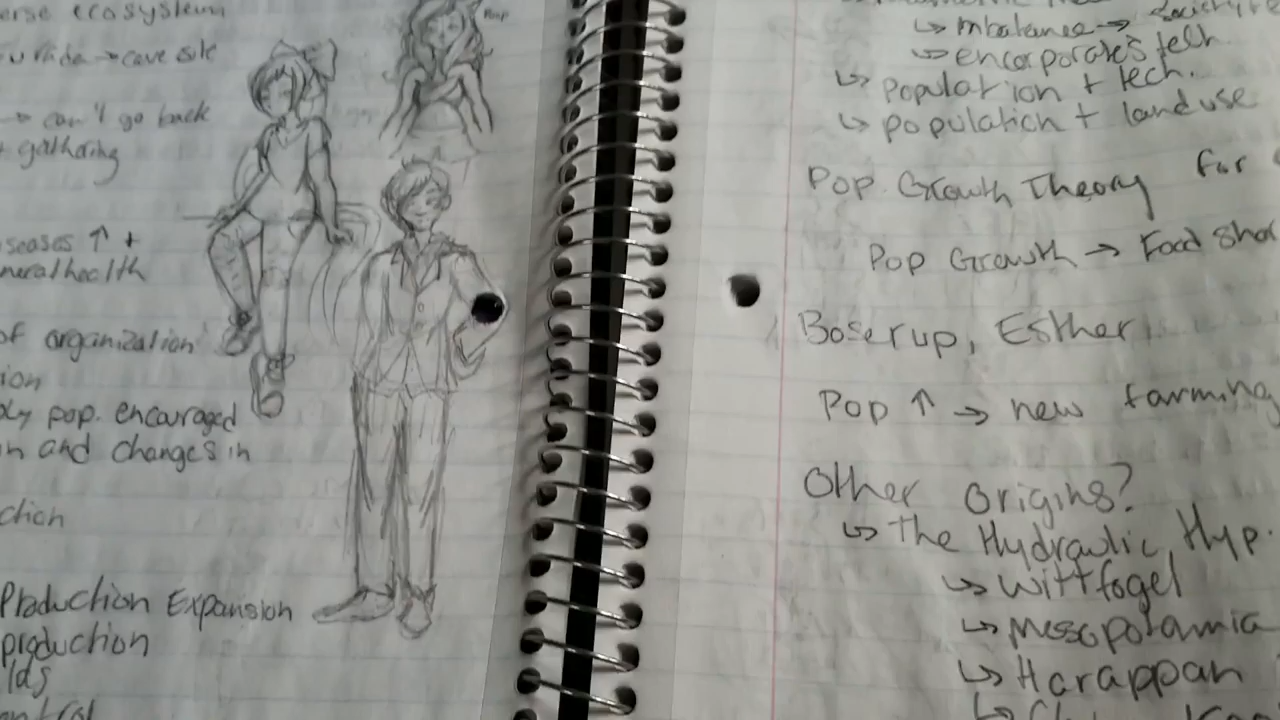 erse ecosystem
→ cave site
→ can't go back
+ gathering
seases ↑ +
neral health
of organization
ion
pop. encouraged
in and changes in
ction
Production Expansion
production
lds
ntrol
↳ imbalance →
↳ encorporates tech.
↳ population + tech.
↳ population + land use
Pop. Growth Theory for
Pop Growth → Food Shor
Boserup, Esther
Pop ↑ → new farming
Other Origins?
↳ The Hydraulic Hyp.
↳ Wittfogel
↳ Mesopotamia
↳ Harappan